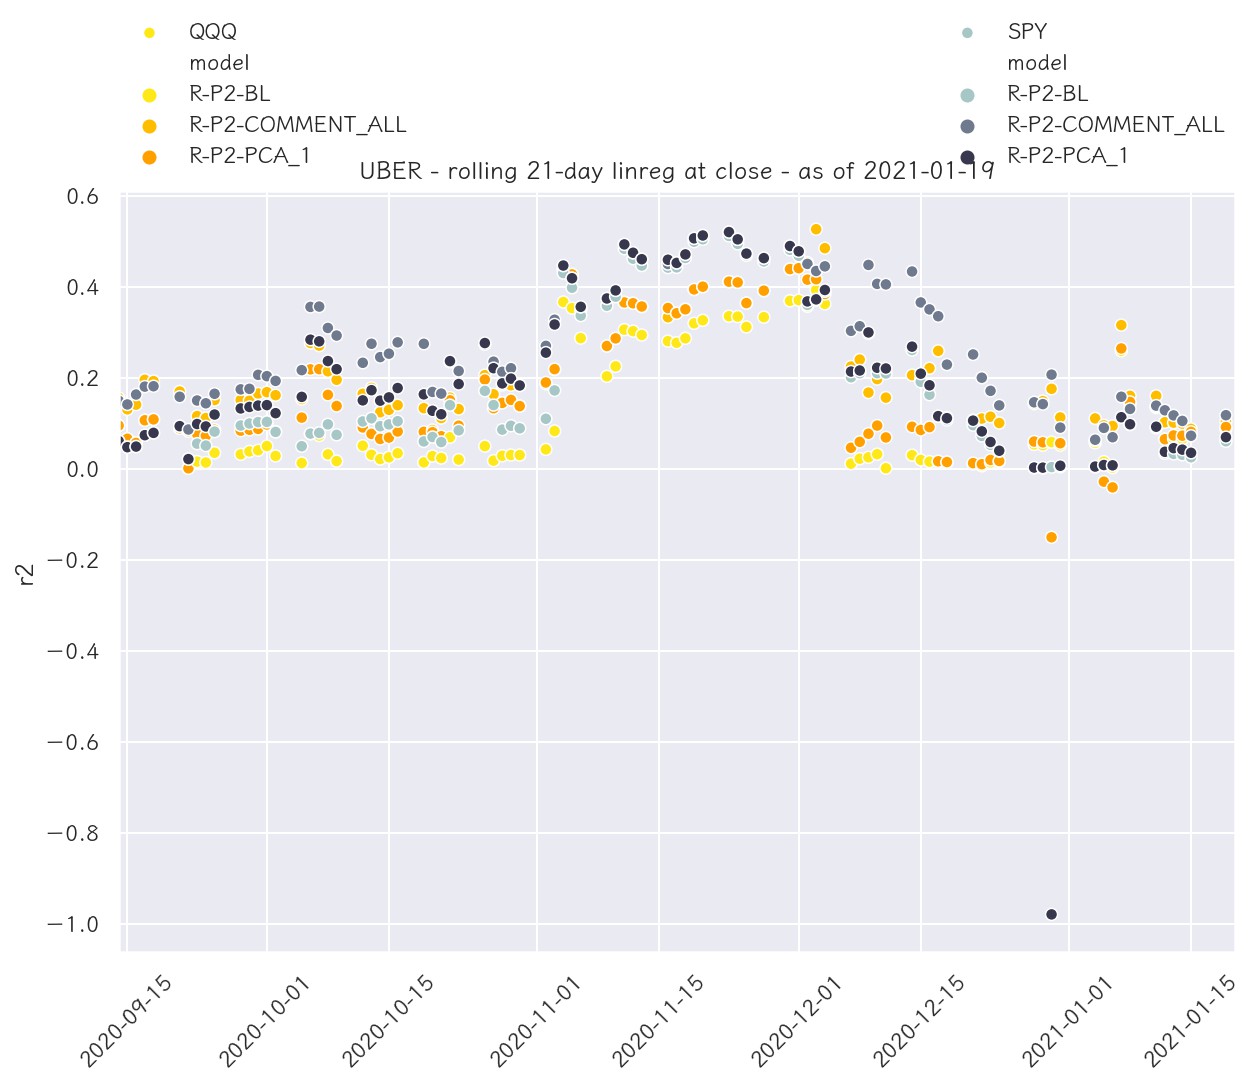 QQQ
model
R-P2-BL
R-P2-COMMENT_ALL
R-P2-PCA_1
SPY
model
R-P2-BL
R-P2-COMMENT_ALL
R-P2-PCA_1
UBER - rolling 21-day linreg at close - as of 2021-01-19
0.6
0.4
0.2
0.0
−0.2
−0.4
−0.6
−0.8
−1.0
r2
2020-09-15
2020-10-01
2020-10-15
2020-11-01
2020-11-15
2020-12-01
2020-12-15
2021-01-01
2021-01-15